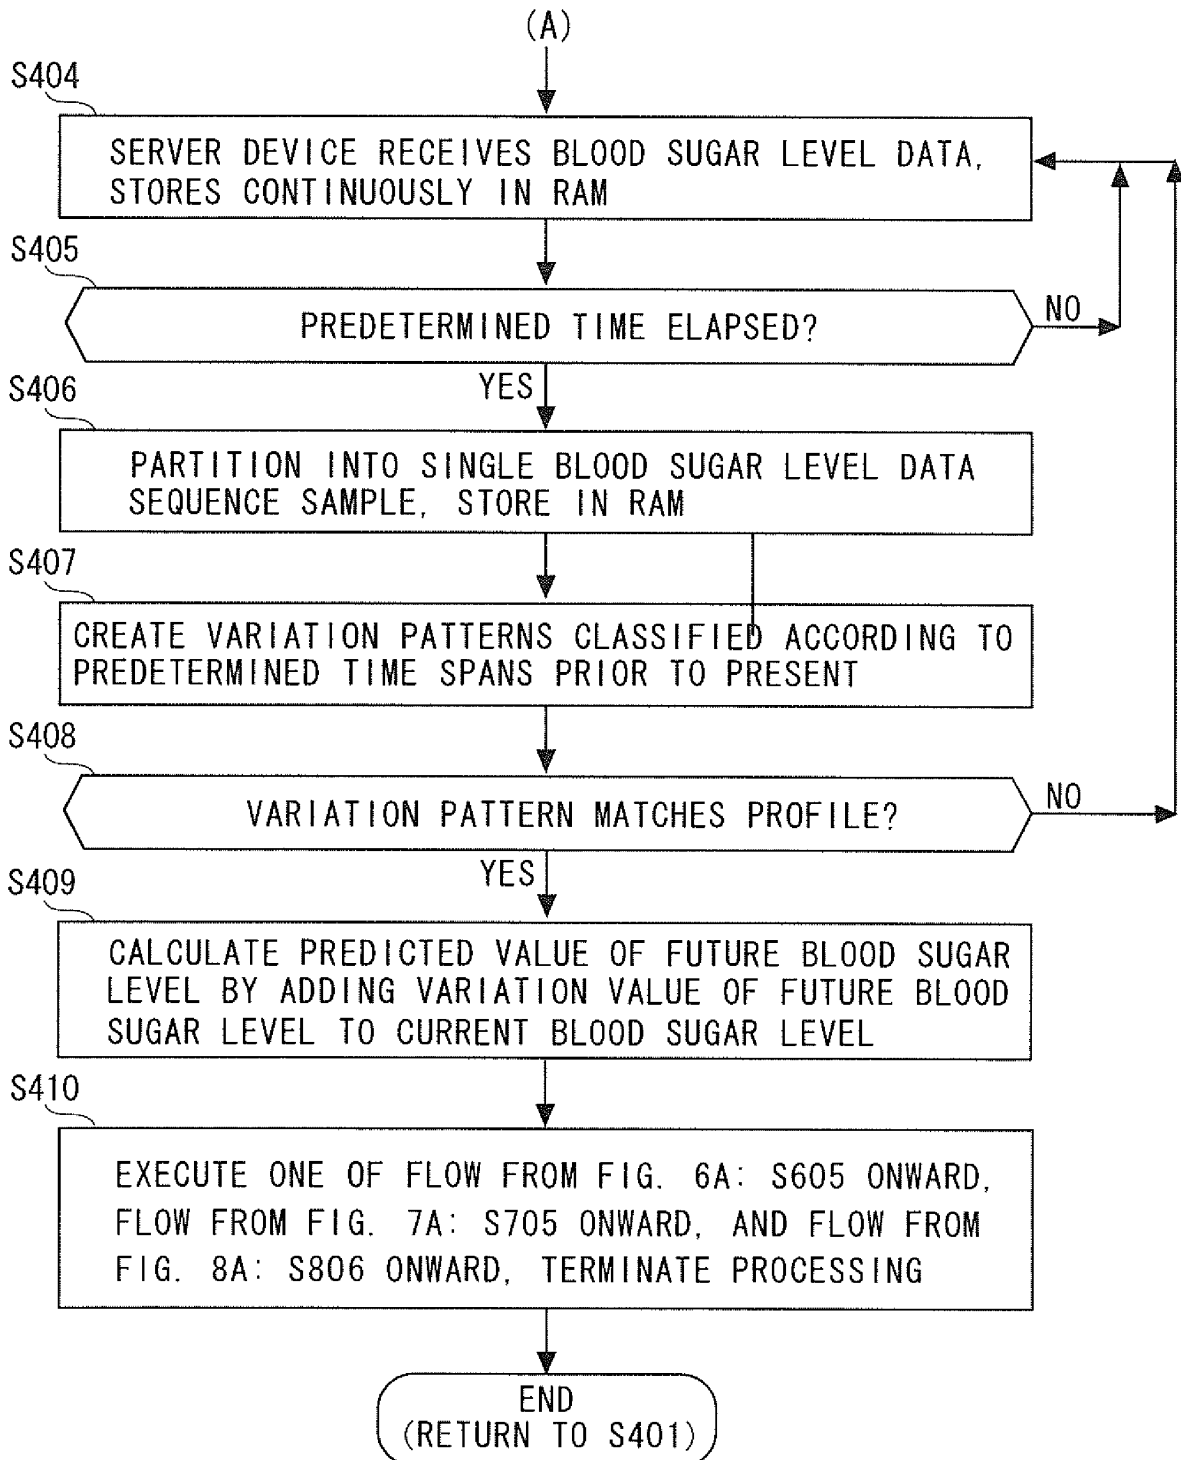 (A)
S404
SERVER DEVICE RECEIVES BLOOD SUGAR LEVEL DATA,
STORES CONTINUOUSLY IN RAM
S405
PREDETERMINED TIME ELAPSED?
NO
YES
S406
PARTITION INTO SINGLE BLOOD SUGAR LEVEL DATA
SEQUENCE SAMPLE, STORE IN RAM
S407
CREATE VARIATION PATTERNS CLASSIFIED ACCORDING TO
PREDETERMINED TIME SPANS PRIOR TO PRESENT
S408
VARIATION PATTERN MATCHES PROFILE?
NO
YES
S409
CALCULATE PREDICTED VALUE OF FUTURE BLOOD SUGAR
LEVEL BY ADDING VARIATION VALUE OF FUTURE BLOOD
SUGAR LEVEL TO CURRENT BLOOD SUGAR LEVEL
S410
EXECUTE ONE OF FLOW FROM FIG. 6A: S605 ONWARD,
FLOW FROM FIG. 7A: S705 ONWARD, AND FLOW FROM
FIG. 8A: S806 ONWARD, TERMINATE PROCESSING
END
(RETURN TO S401)